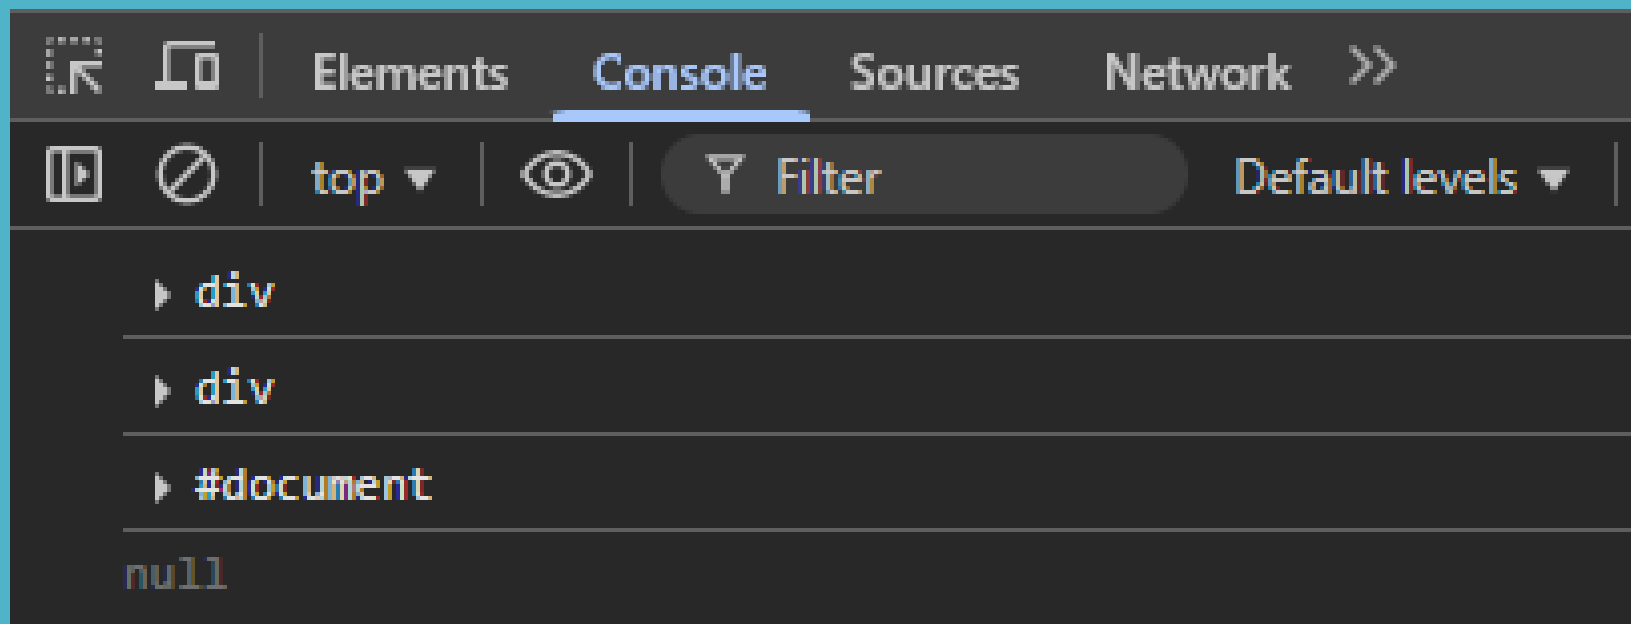 Elements Console Sources Network
top Filter Default levels
div
div
#document
null